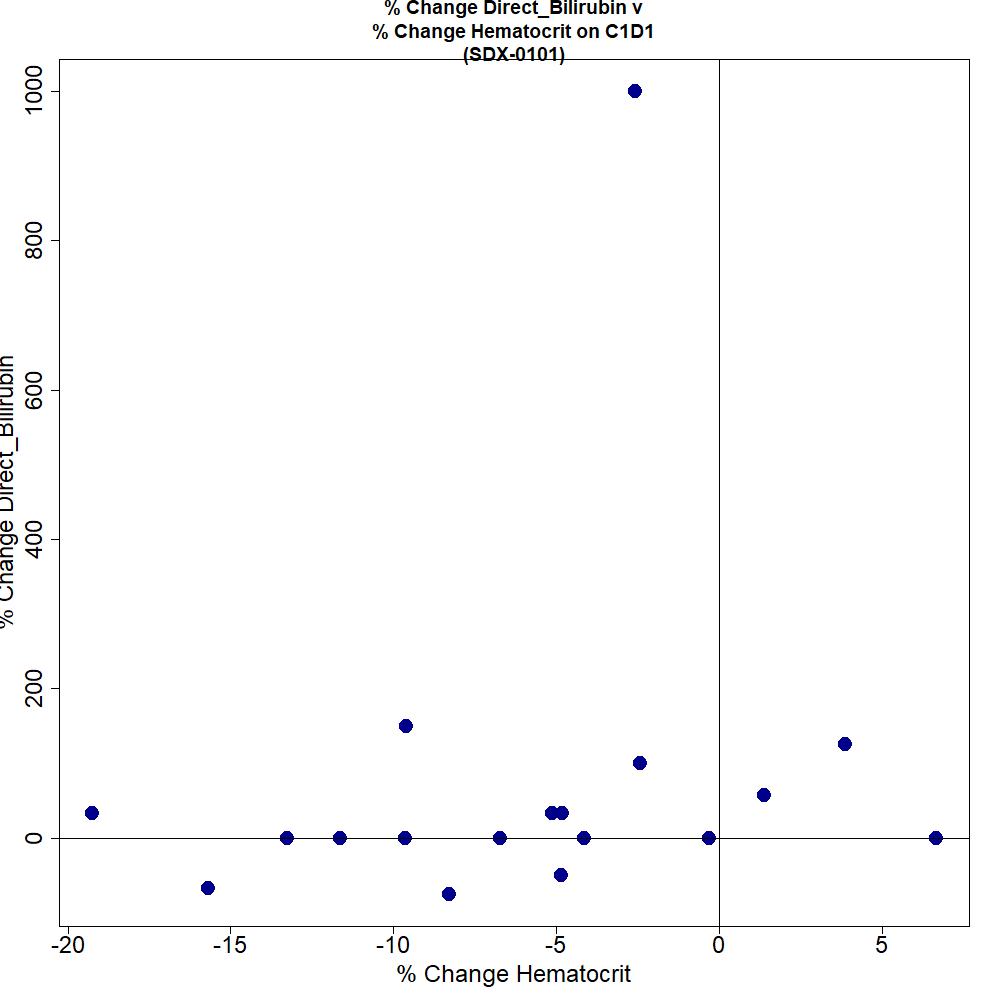 % Change Direct_Bilirubin v
% Change Hematocrit on C1D1
(SDX-0101)
% Change Direct_Bilirubin
1000
800
600
400
200
0
-20 -15 -10 -5 0 5
% Change Hematocrit